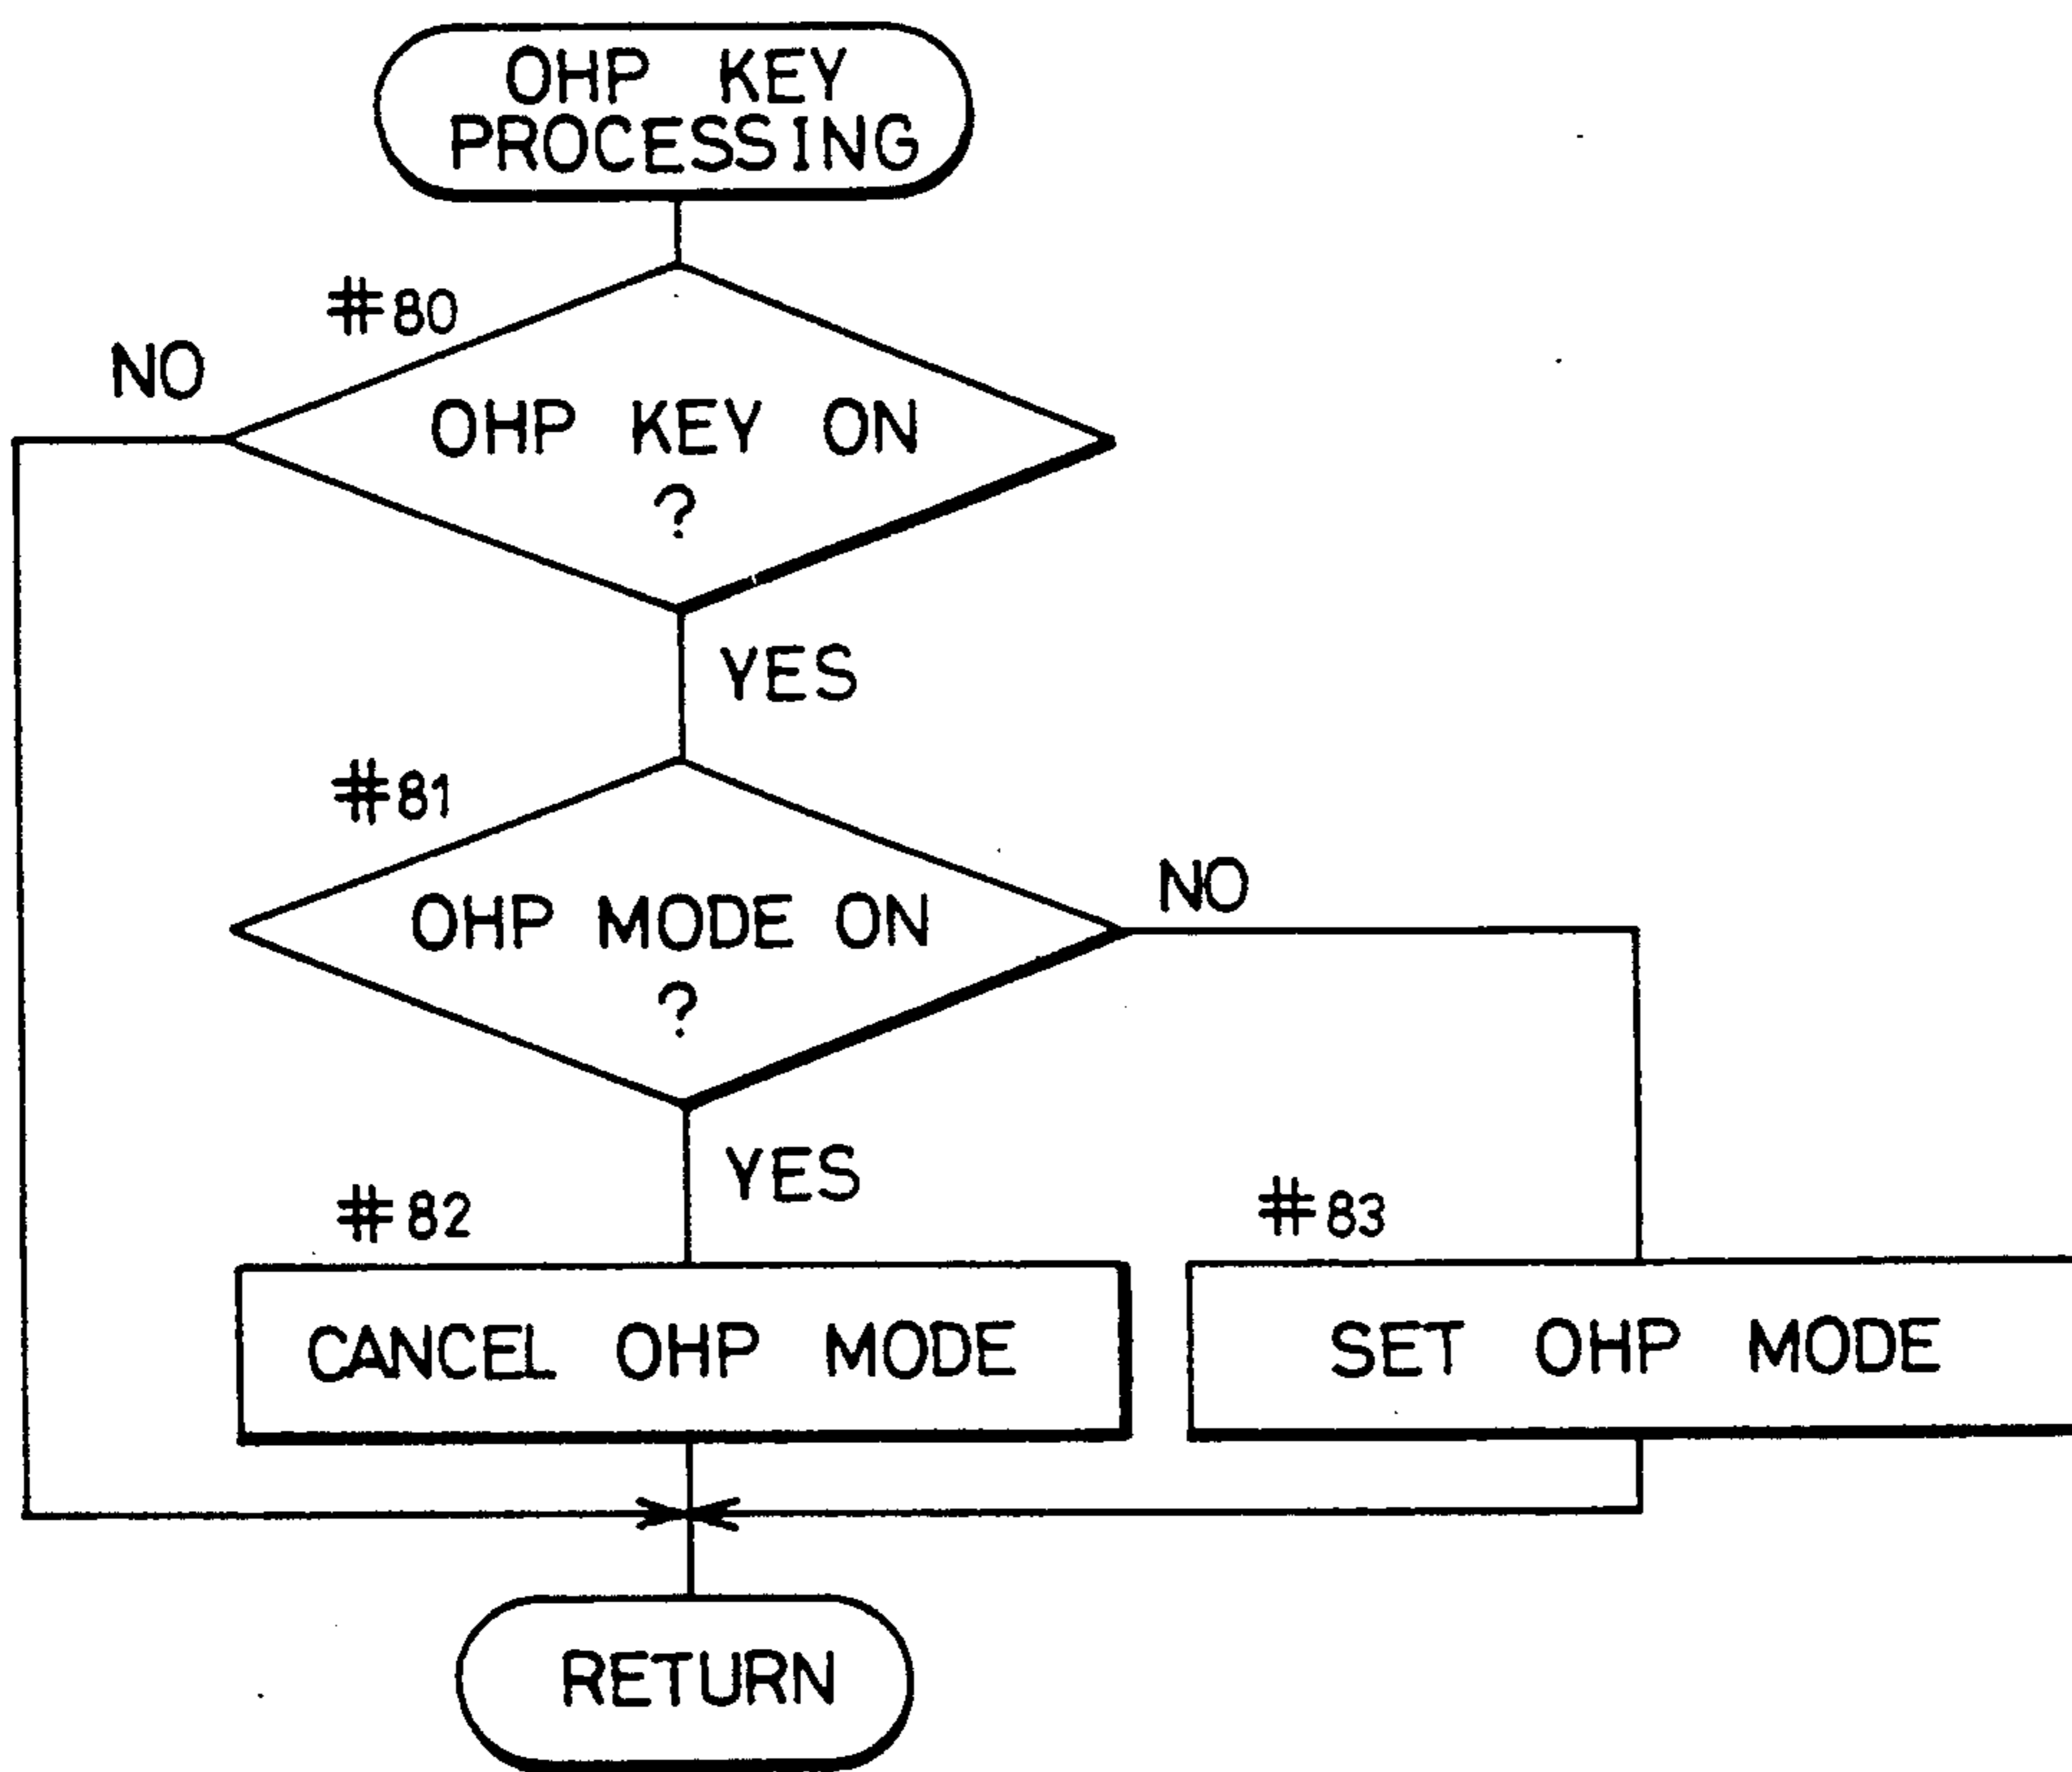 OHP KEY
PROCESSING
#80
NO
OHP KEY ON
?
YES
#81
NO
OHP MODE ON
?
YES
#82
#83
CANCEL OHP MODE
SET OHP MODE
RETURN